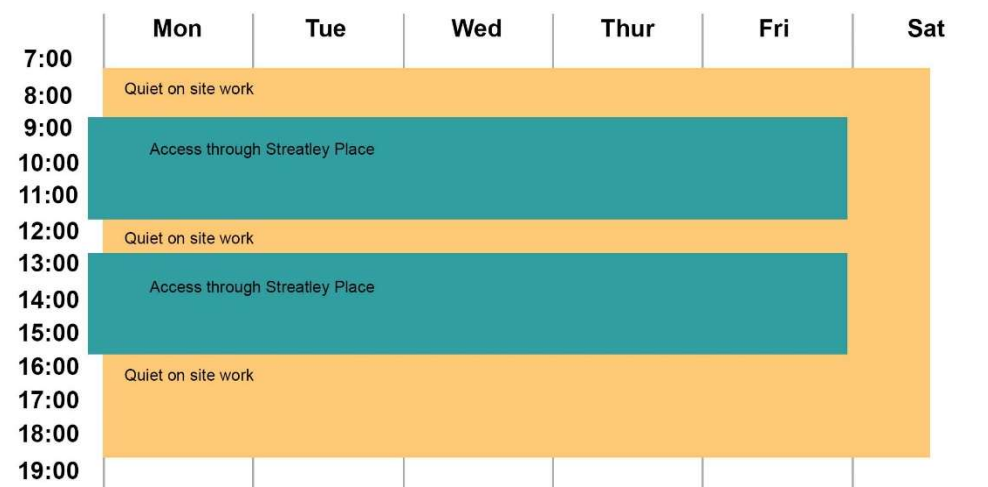 Mon Tue Wed Thur Fri Sat
7:00
8:00
Quiet on site work
9:00
Access through Streatley Place
10:00
11:00
12:00
Quiet on site work
13:00
Access through Streatley Place
14:00
15:00
16:00
Quiet on site work
17:00
18:00
19:00